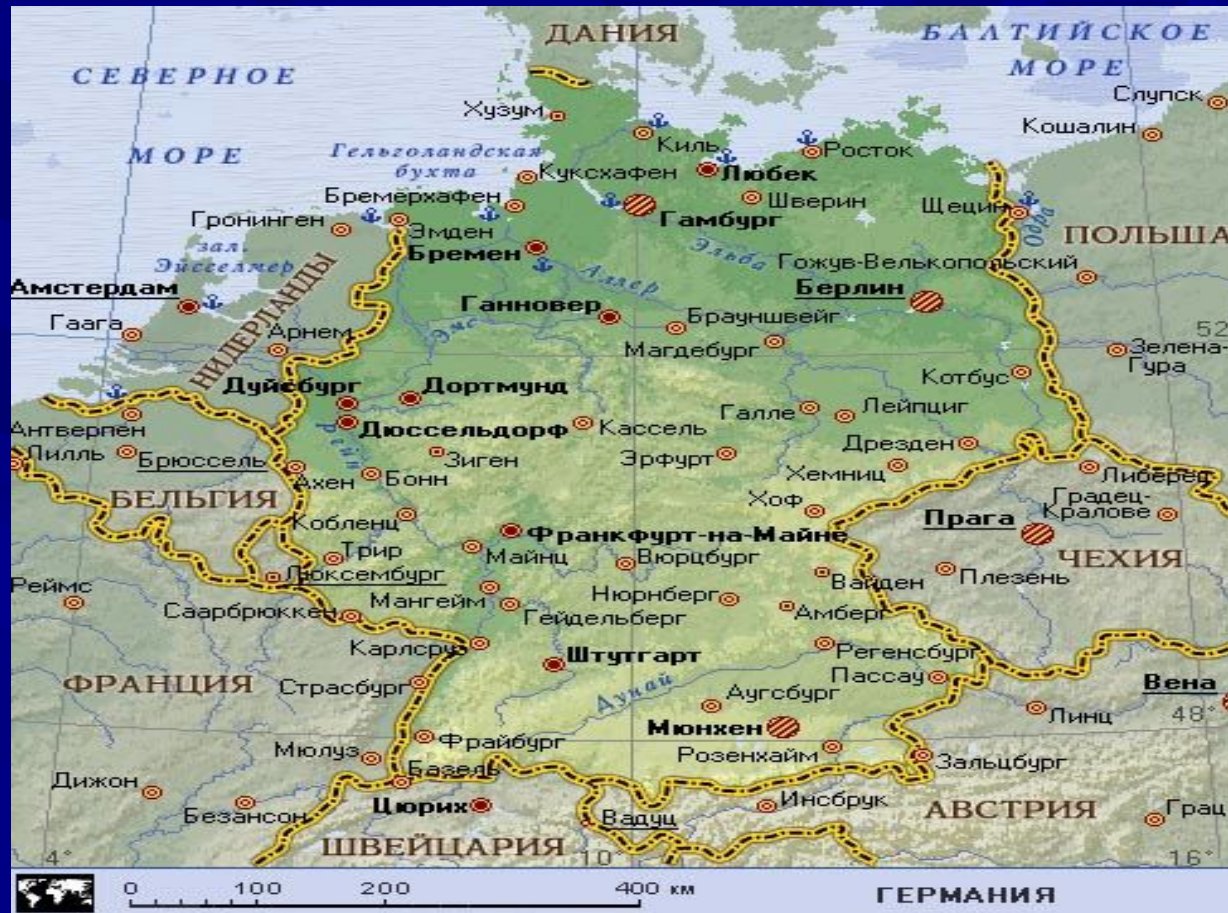 ДАНИЯ
БАЛТИЙСКОЕ
МОРЕ
СЕВЕРНОЕ
МОРЕ
Слупск
Кошалин
Хузум
Киль
Росток
Гельголандская
бухта
Куксхафен
Любек
Бремерхафен
Шверин
Гронинген
Эмден
Гамбург
Щецин
Одра
ПОЛЬША
зал.
Эйсселмер
Бремен
Эльба
Гожув-Велькопольский
Аллер
Амстердам
НИДЕРЛАНДЫ
Ганновер
Берлин
Гаага
Арнем
Эмс
Брауншвейг
52
Магдебург
Зелена-
Гура
Дуйсбург
Дортмунд
Котбус
Галле
Лейпциг
Антверпен
Рейн
Дюссельдорф
Кассель
Дрезден
Лилль
Брюссель
Зиген
Эрфурт
Хемниц
Либерец
Ахен
Бонн
БЕЛЬГИЯ
Хоф
Градец-
Кралове
Кобленц
Франкфурт-на-Майне
Прага
Трир
Майнц
Вюрцбург
ЧЕХИЯ
Люксембург
Вайден
Плезень
Реймс
Мангейм
Нюрнберг
Саарбрюккен
Гейдельберг
Амберг
Карлсруэ
Штутгарт
Регенсбург
ФРАНЦИЯ
Страсбург
Дунай
Пассау
Вена
Аугсбург
Линц
48°
Мюнхен
Мюлуз
Фрайбург
Розенхайм
Зальцбург
Дижон
Базель
Безансон
Цюрих
Вадуц
Инсбрук
АВСТРИЯ
Грац
ШВЕЙЦАРИЯ
4°
10°
16°
0 100 200 400 км
ГЕРМАНИЯ